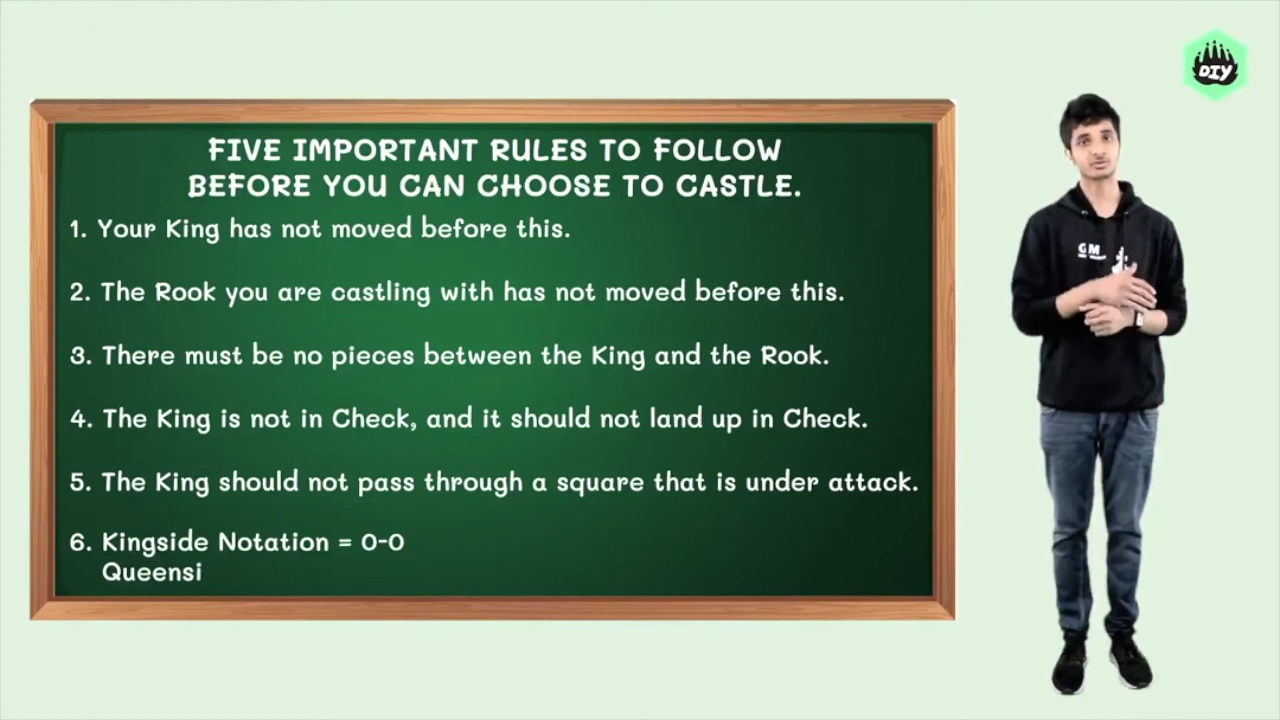 DIY
FIVE IMPORTANT RULES TO FOLLOW
BEFORE YOU CAN CHOOSE TO CASTLE.
1. Your King has not moved before this.
2. The Rook you are castling with has not moved before this.
3. There must be no pieces between the King and the Rook.
4. The King is not in Check, and it should not land up in Check.
5. The King should not pass through a square that is under attack.
6. Kingside Notation = 0-0
Queensi
GM